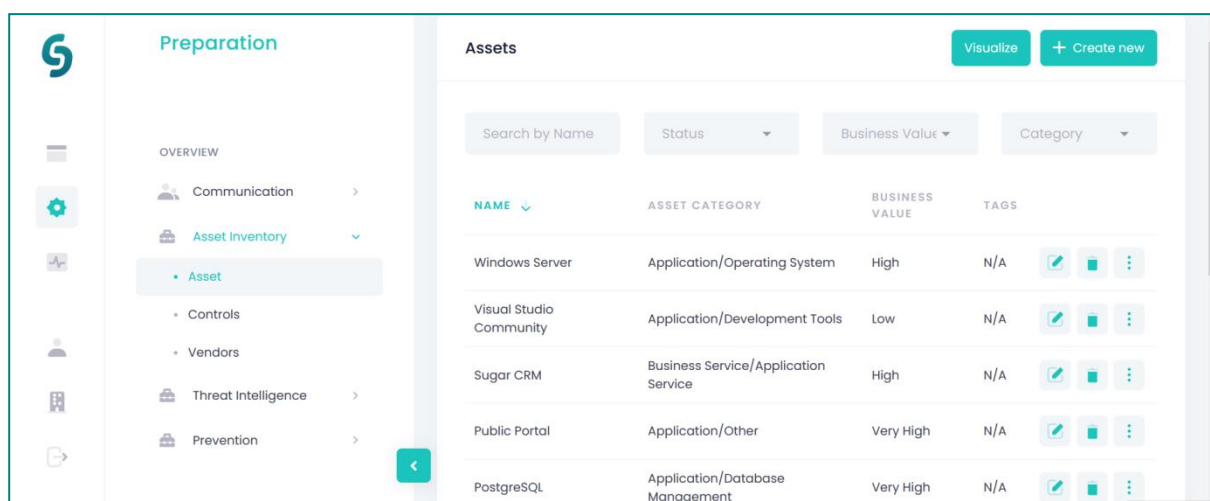 Preparation
OVERVIEW
Communication
Asset Inventory
Asset
Controls
Vendors
Threat Intelligence
Prevention
Assets
Visualize
+ Create new
Search by Name
Status
Business Value
Category
NAME
ASSET CATEGORY
BUSINESS
VALUE
TAGS
Windows Server
Application/Operating System
High
N/A
Visual Studio
Community
Application/Development Tools
Low
N/A
Sugar CRM
Business Service/Application
Service
High
N/A
Public Portal
Application/Other
Very High
N/A
PostgreSQL
Application/Database
Management
Very High
N/A